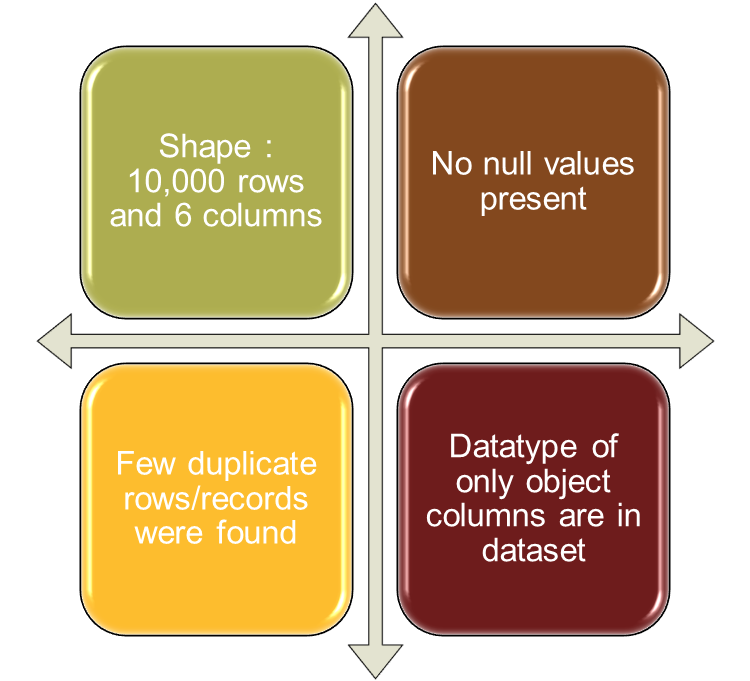 Shape :
10,000 rows
and 6 columns
No null values
present
Few duplicate
rows/records
were found
Datatype of
only object
columns are in
dataset